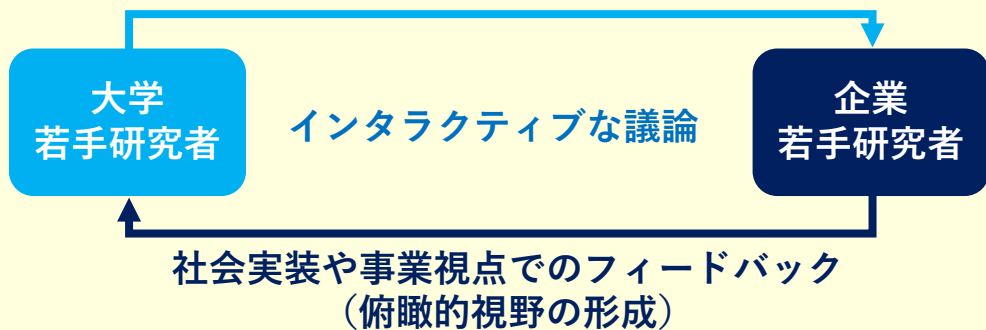 大学
若手研究者
インタラクティブな議論
企業
若手研究者
社会実装や事業視点でのフィードバック
（俯瞰的視野の形成）